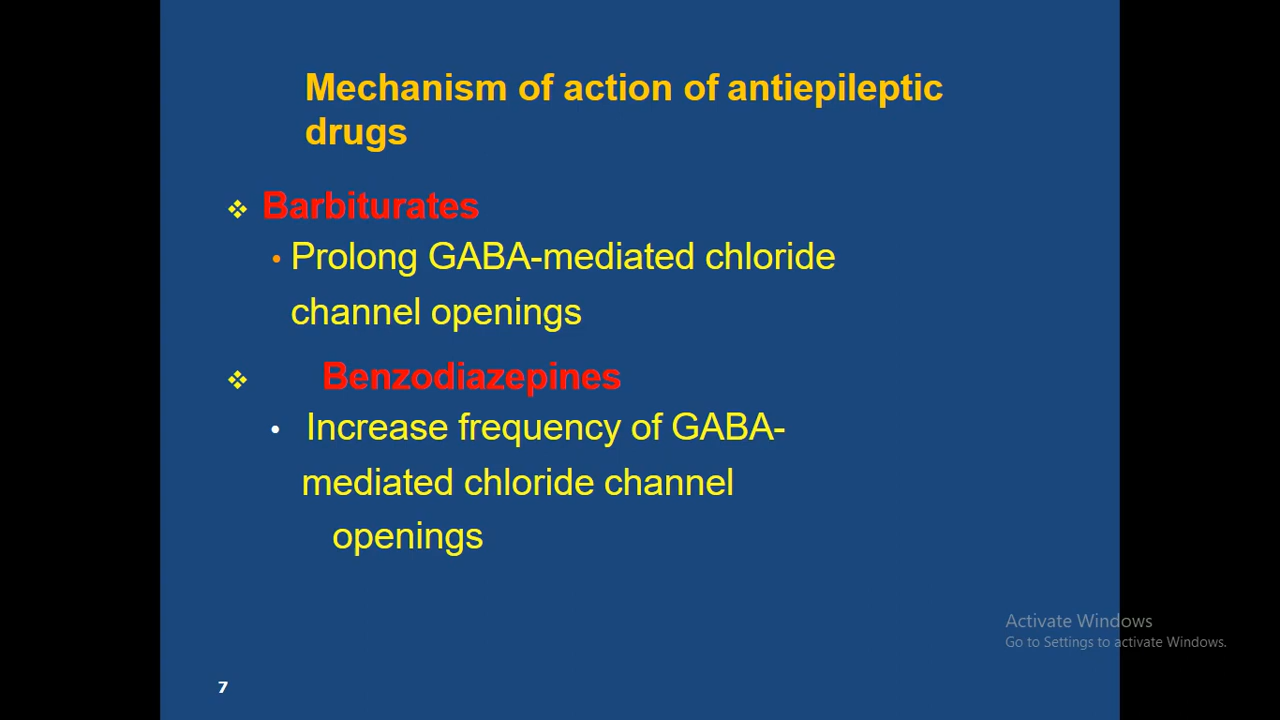 Mechanism of action of antiepileptic
drugs
❖ Barbiturates
• Prolong GABA-mediated chloride
channel openings
❖ Benzodiazepines
• Increase frequency of GABA-
mediated chloride channel
openings
Activate Windows
Go to Settings to activate Windows.
7